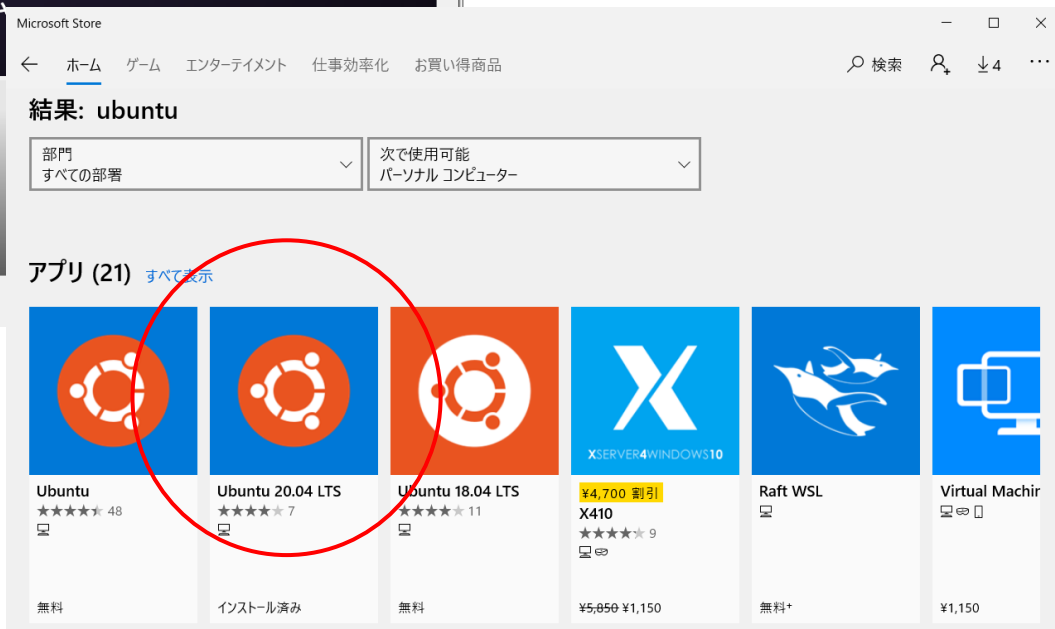 Microsoft Store
ホーム ゲーム エンターテイメント 仕事効率化 お買い得商品 検索 4
結果: ubuntu
部門
すべての部署
次で使用可能
パーソナル コンピューター
アプリ (21) すべて表示
XSERVER4WINDOWS10
Ubuntu
48
無料
Ubuntu 20.04 LTS
7
インストール済み
Ubuntu 18.04 LTS
11
無料
¥4,700 割引
X410
9
¥5,850 ¥1,150
Raft WSL
無料+
Virtual Machin
¥1,150